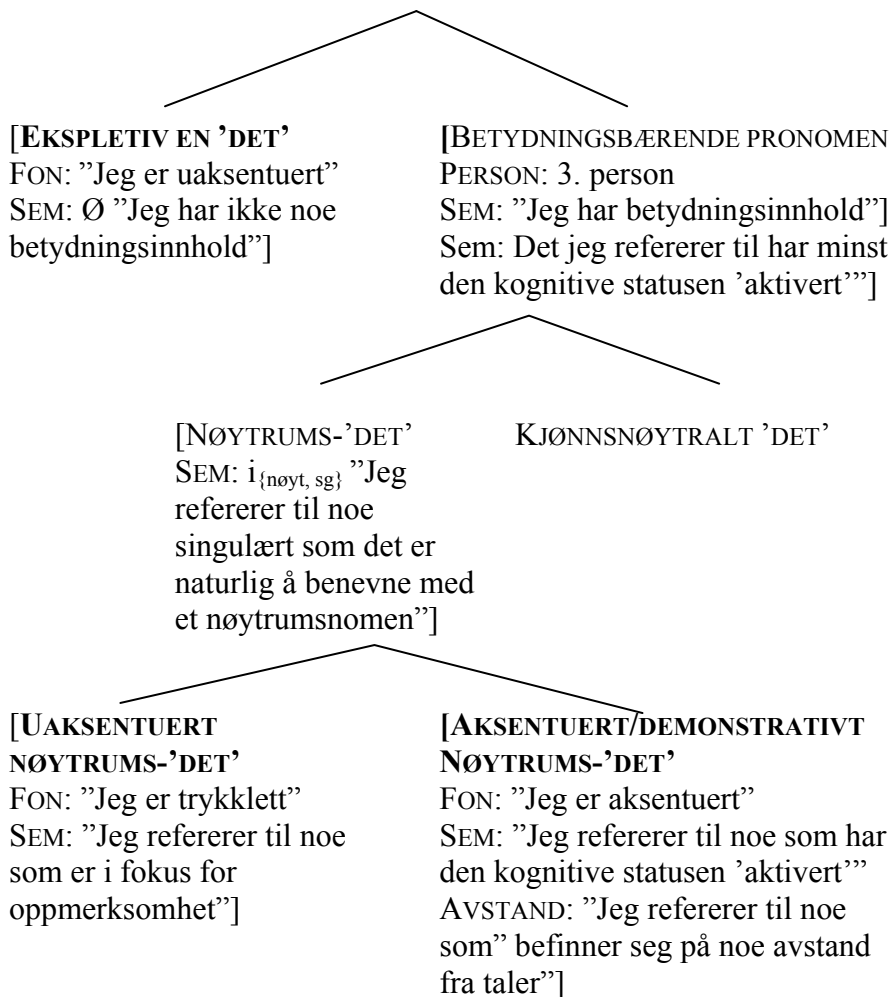 [EKSPLETIV EN ’DET’
FON: ”Jeg er uaksentuert”
SEM: Ø ”Jeg har ikke noe
betydningsinnhold”]
[BETYDNINGSBÆRENDE PRONOMEN
PERSON: 3. person
SEM: ”Jeg har betydningsinnhold”]
Sem: Det jeg refererer til har minst
den kognitive statusen ’aktivert’”]
[NØYTRUMS-’DET’
SEM: i{nøyt, sg} ”Jeg
refererer til noe
singulært som det er
naturlig å benevne med
et nøytrumsnomen”]
KJØNNSNØYTRALT ’DET’
[UAKSENTUERT
NØYTRUMS-’DET’
FON: ”Jeg er trykklett”
SEM: ”Jeg refererer til noe
som er i fokus for
oppmerksomhet”]
[AKSENTUERT/DEMONSTRATIVT
NØYTRUMS-’DET’
FON: ”Jeg er aksentuert”
SEM: ”Jeg refererer til noe som har
den kognitive statusen ’aktivert’”
AVSTAND: ”Jeg refererer til noe
som” befinner seg på noe avstand
fra taler”]